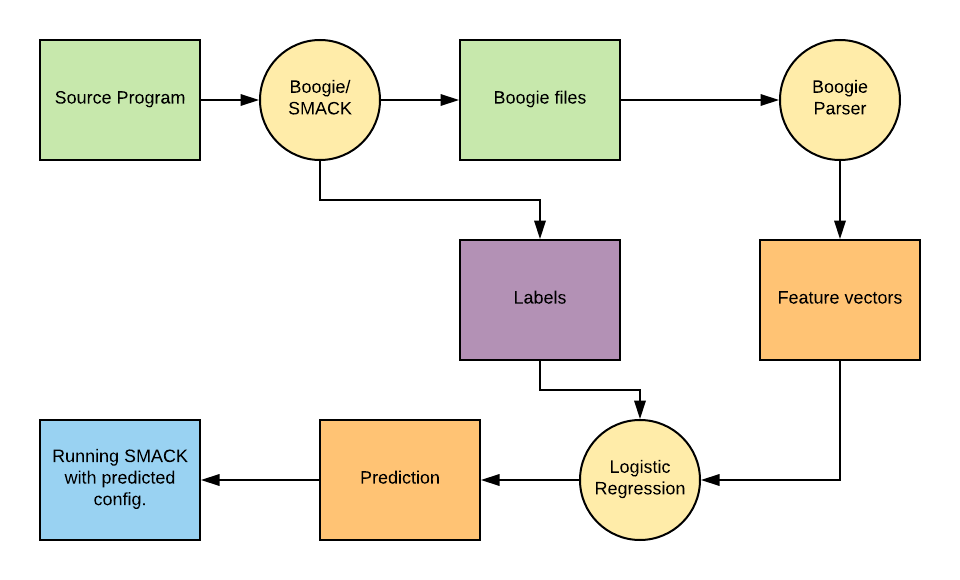 Source Program
Boogie/
SMACK
Boogie files
Boogie
Parser
Labels
Feature vectors
Running SMACK
with predicted
config.
Prediction
Logistic
Regression